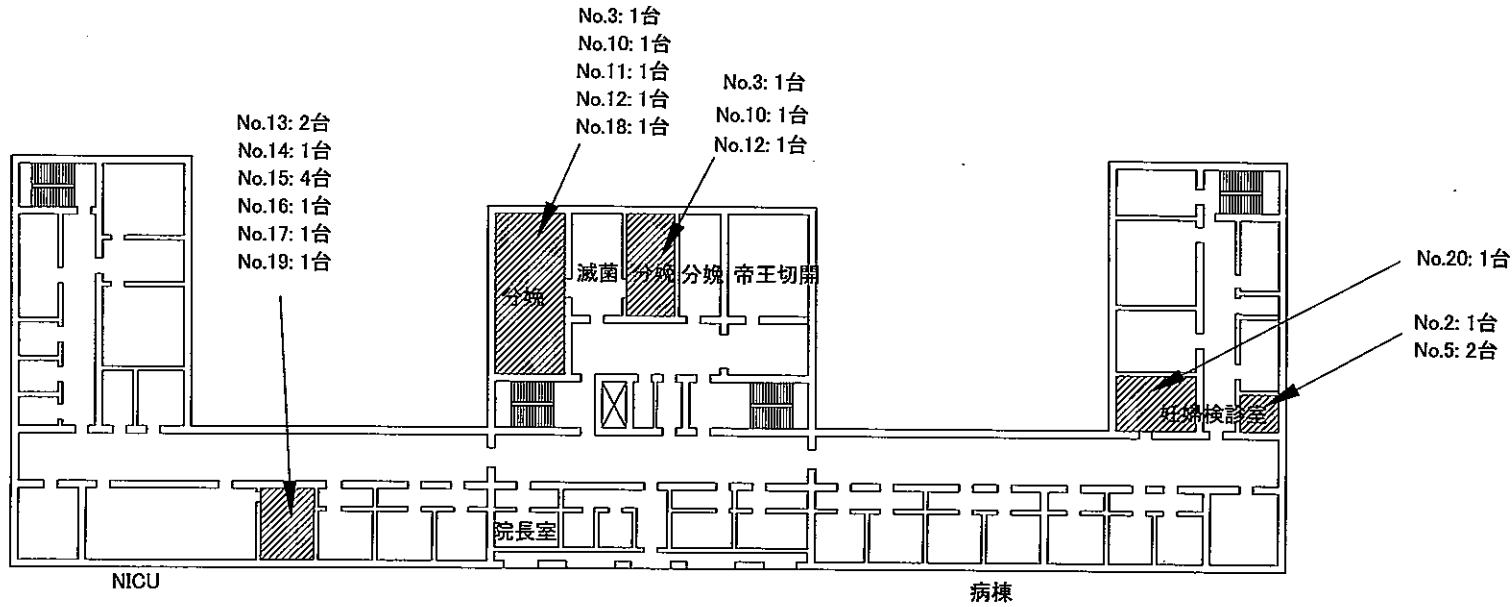 No.3: 1台
No.10: 1台
No.11: 1台
No.12: 1台
No.18: 1台
No.3: 1台
No.10: 1台
No.12: 1台
No.13: 2台
No.14: 1台
No.15: 4台
No.16: 1台
No.17: 1台
No.19: 1台
No.20: 1台
No.2: 1台
No.5: 2台
分娩
滅菌
分娩
分娩
帝王切開
妊婦検診室
院長室
NICU
病棟